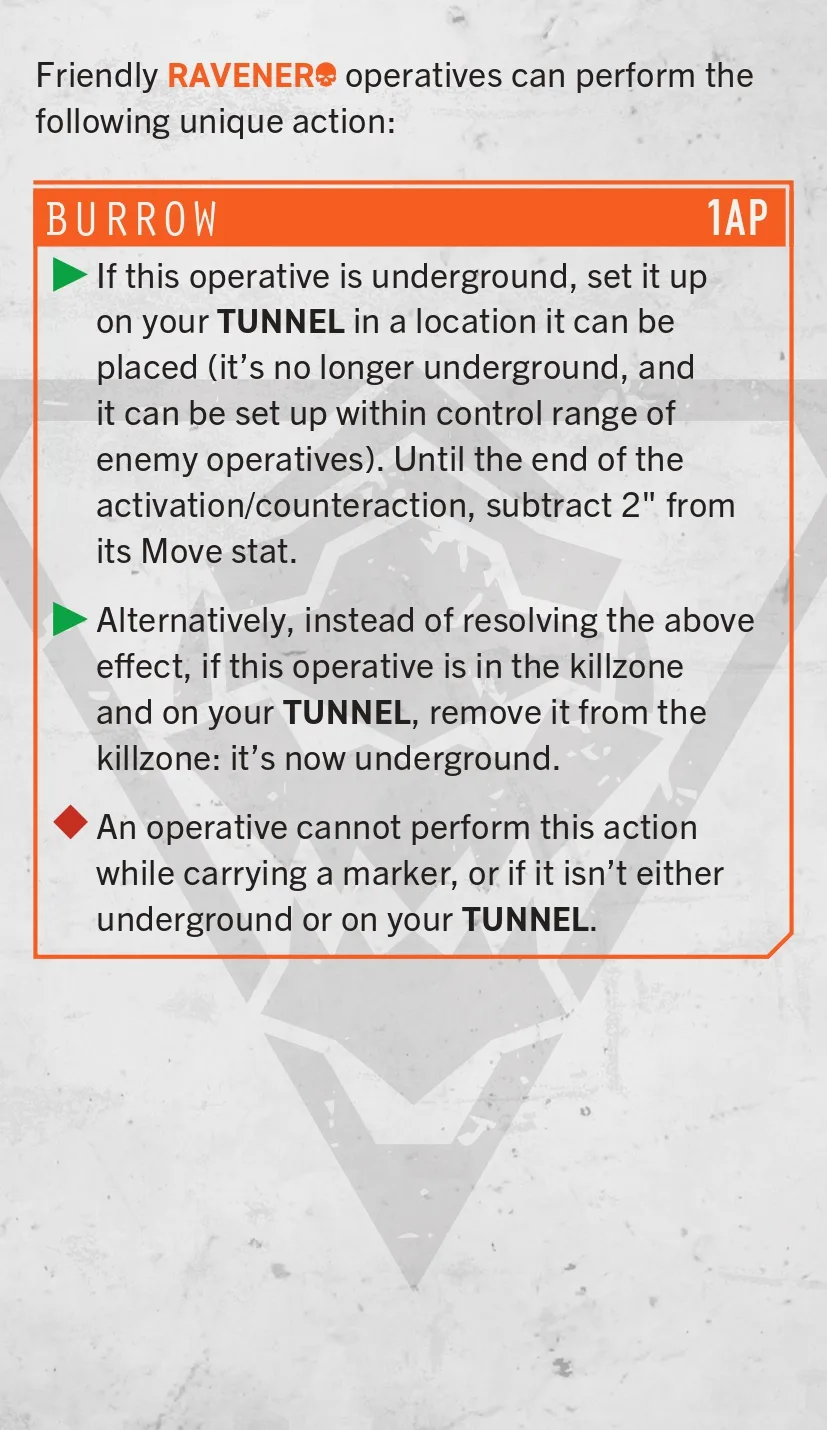 Friendly RAVENER operatives can perform the
following unique action:
BURROW 1AP
If this operative is underground, set it up
on your TUNNEL in a location it can be
placed (it’s no longer underground, and
it can be set up within control range of
enemy operatives). Until the end of the
activation/counteraction, subtract 2" from
its Move stat.
Alternatively, instead of resolving the above
effect, if this operative is in the killzone
and on your TUNNEL, remove it from the
killzone: it’s now underground.
An operative cannot perform this action
while carrying a marker, or if it isn’t either
underground or on your TUNNEL.